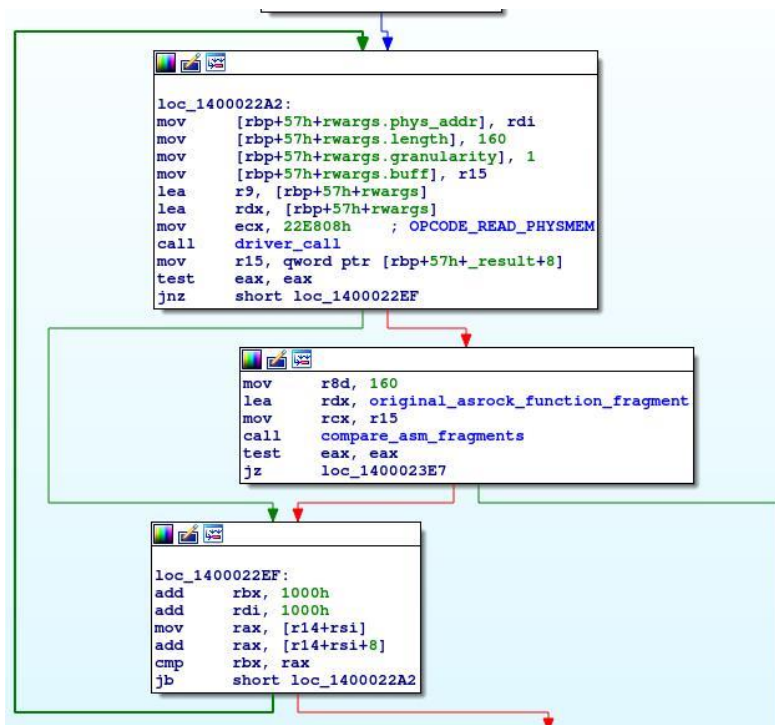 loc_1400022A2:
mov [rbp+57h+rwargs.phys_addr], rdi
mov [rbp+57h+rwargs.length], 160
mov [rbp+57h+rwargs.granularity], 1
mov [rbp+57h+rwargs.buff], r15
lea r9, [rbp+57h+rwargs]
lea rdx, [rbp+57h+rwargs]
mov ecx, 22E808h ; OPCODE_READ_PHYSMEM
call driver_call
mov r15, qword ptr [rbp+57h+_result+8]
test eax, eax
jnz short loc_1400022EF
mov r8d, 160
lea rdx, original_asrock_function_fragment
mov rcx, r15
call compare_asm_fragments
test eax, eax
jz loc_1400023E7
loc_1400022EF:
add rbx, 1000h
add rdi, 1000h
mov rax, [r14+rsi]
add rax, [r14+rsi+8]
cmp rbx, rax
jb short loc_1400022A2